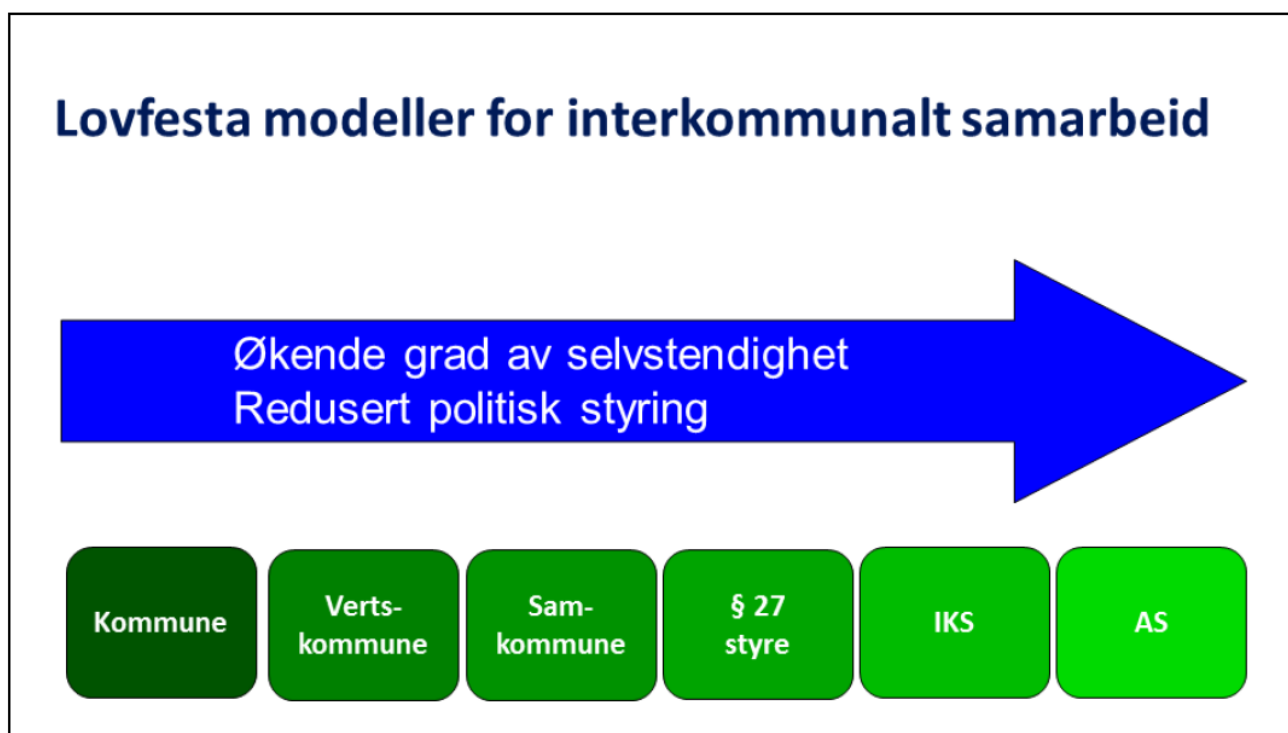 Lovfesta modeller for interkommunalt samarbeid
Økende grad av selvstendighet
Redusert politisk styring
Kommune
Verts-
kommune
Sam-
kommune
§ 27
styre
IKS
AS